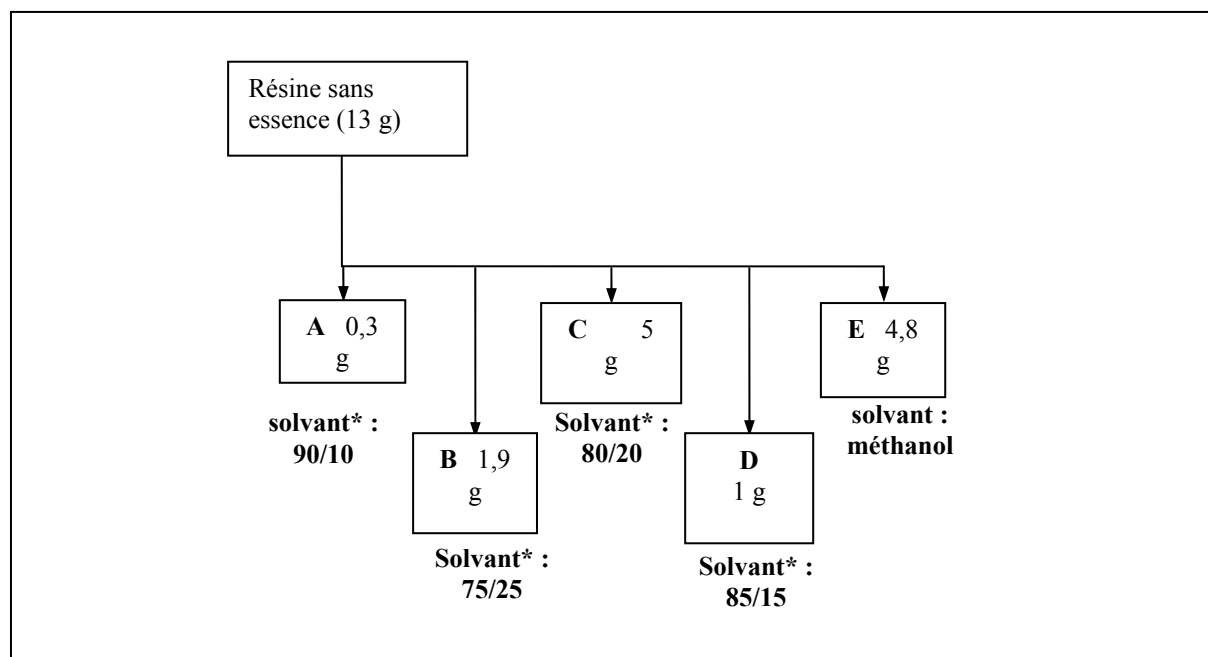 Résine sans
essence (13 g)
A 0,3
g
solvant* :
90/10
B 1,9
g
Solvant* :
75/25
C 5
g
Solvant* :
80/20
D
1 g
Solvant* :
85/15
E 4,8
g
solvant :
méthanol